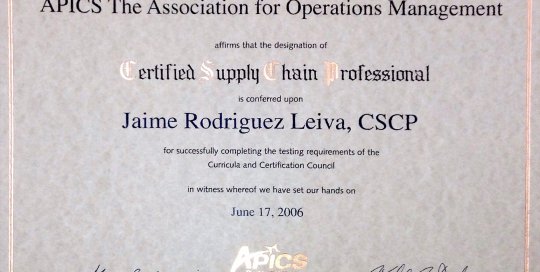 APICS The Association for Operations Management
affirms that the designation of
Certified Supply Chain Professional
is conferred upon
Jaime Rodriguez Leiva, CSCP
for successfully completing the testing requirements of the
Curricula and Certification Council
in witness whereof we have set our hands on
June 17, 2006
APICS